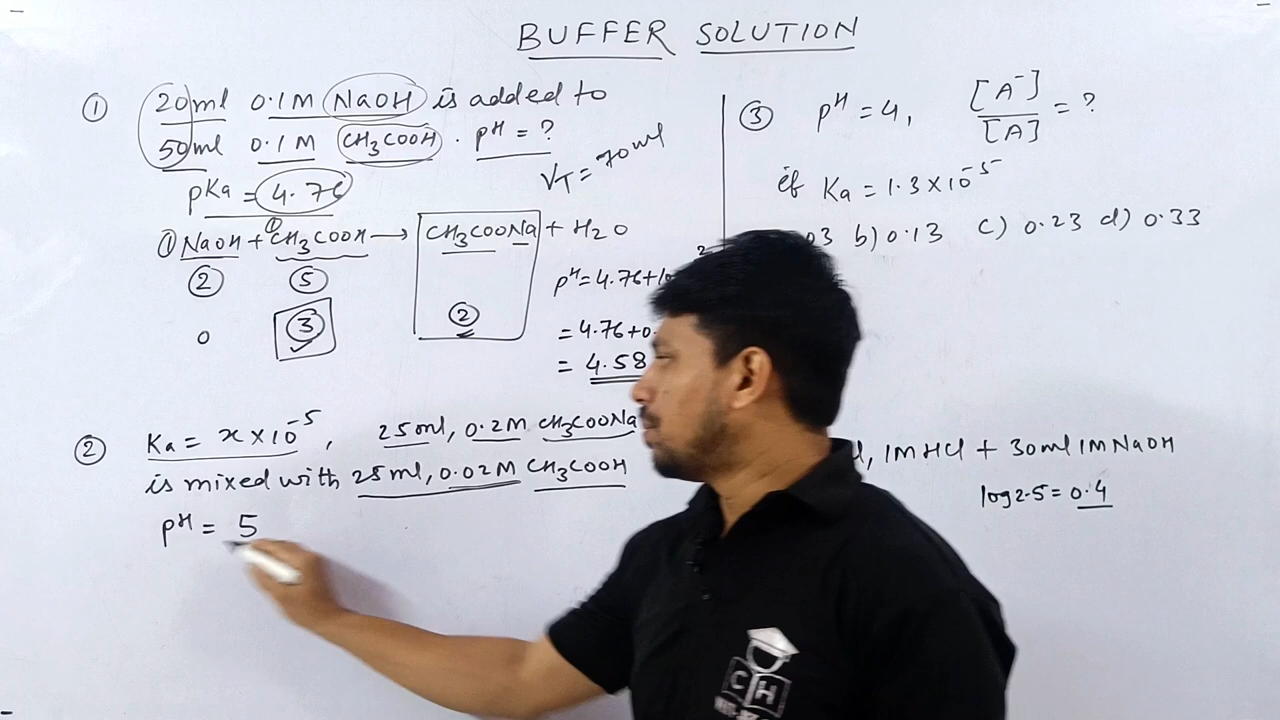 BUFFER SOLUTION
① 20ml 0.1M NaOH is added to
50ml 0.1M CH₃COOH . pH = ?
pKa = 4.76
V_T = 70ml
① NaOH + ① CH₃COOH ⟶ CH₃COONa + H₂O
② ⑤
0 ③ ②
pH = 4.76 + lo
2
= 4.76 + 0.
= 4.58
② Ka = x × 10⁻⁵ , 25ml, 0.2M CH₃COONa
is mixed with 25ml, 0.02M CH₃COOH
pH = 5
③ pH = 4, [A⁻]/[A] = ?
if Ka = 1.3 × 10⁻⁵
03 b) 0.13 c) 0.23 d) 0.33
l, 1M HCl + 30ml 1M NaOH
log 2.5 = 0.4
C H